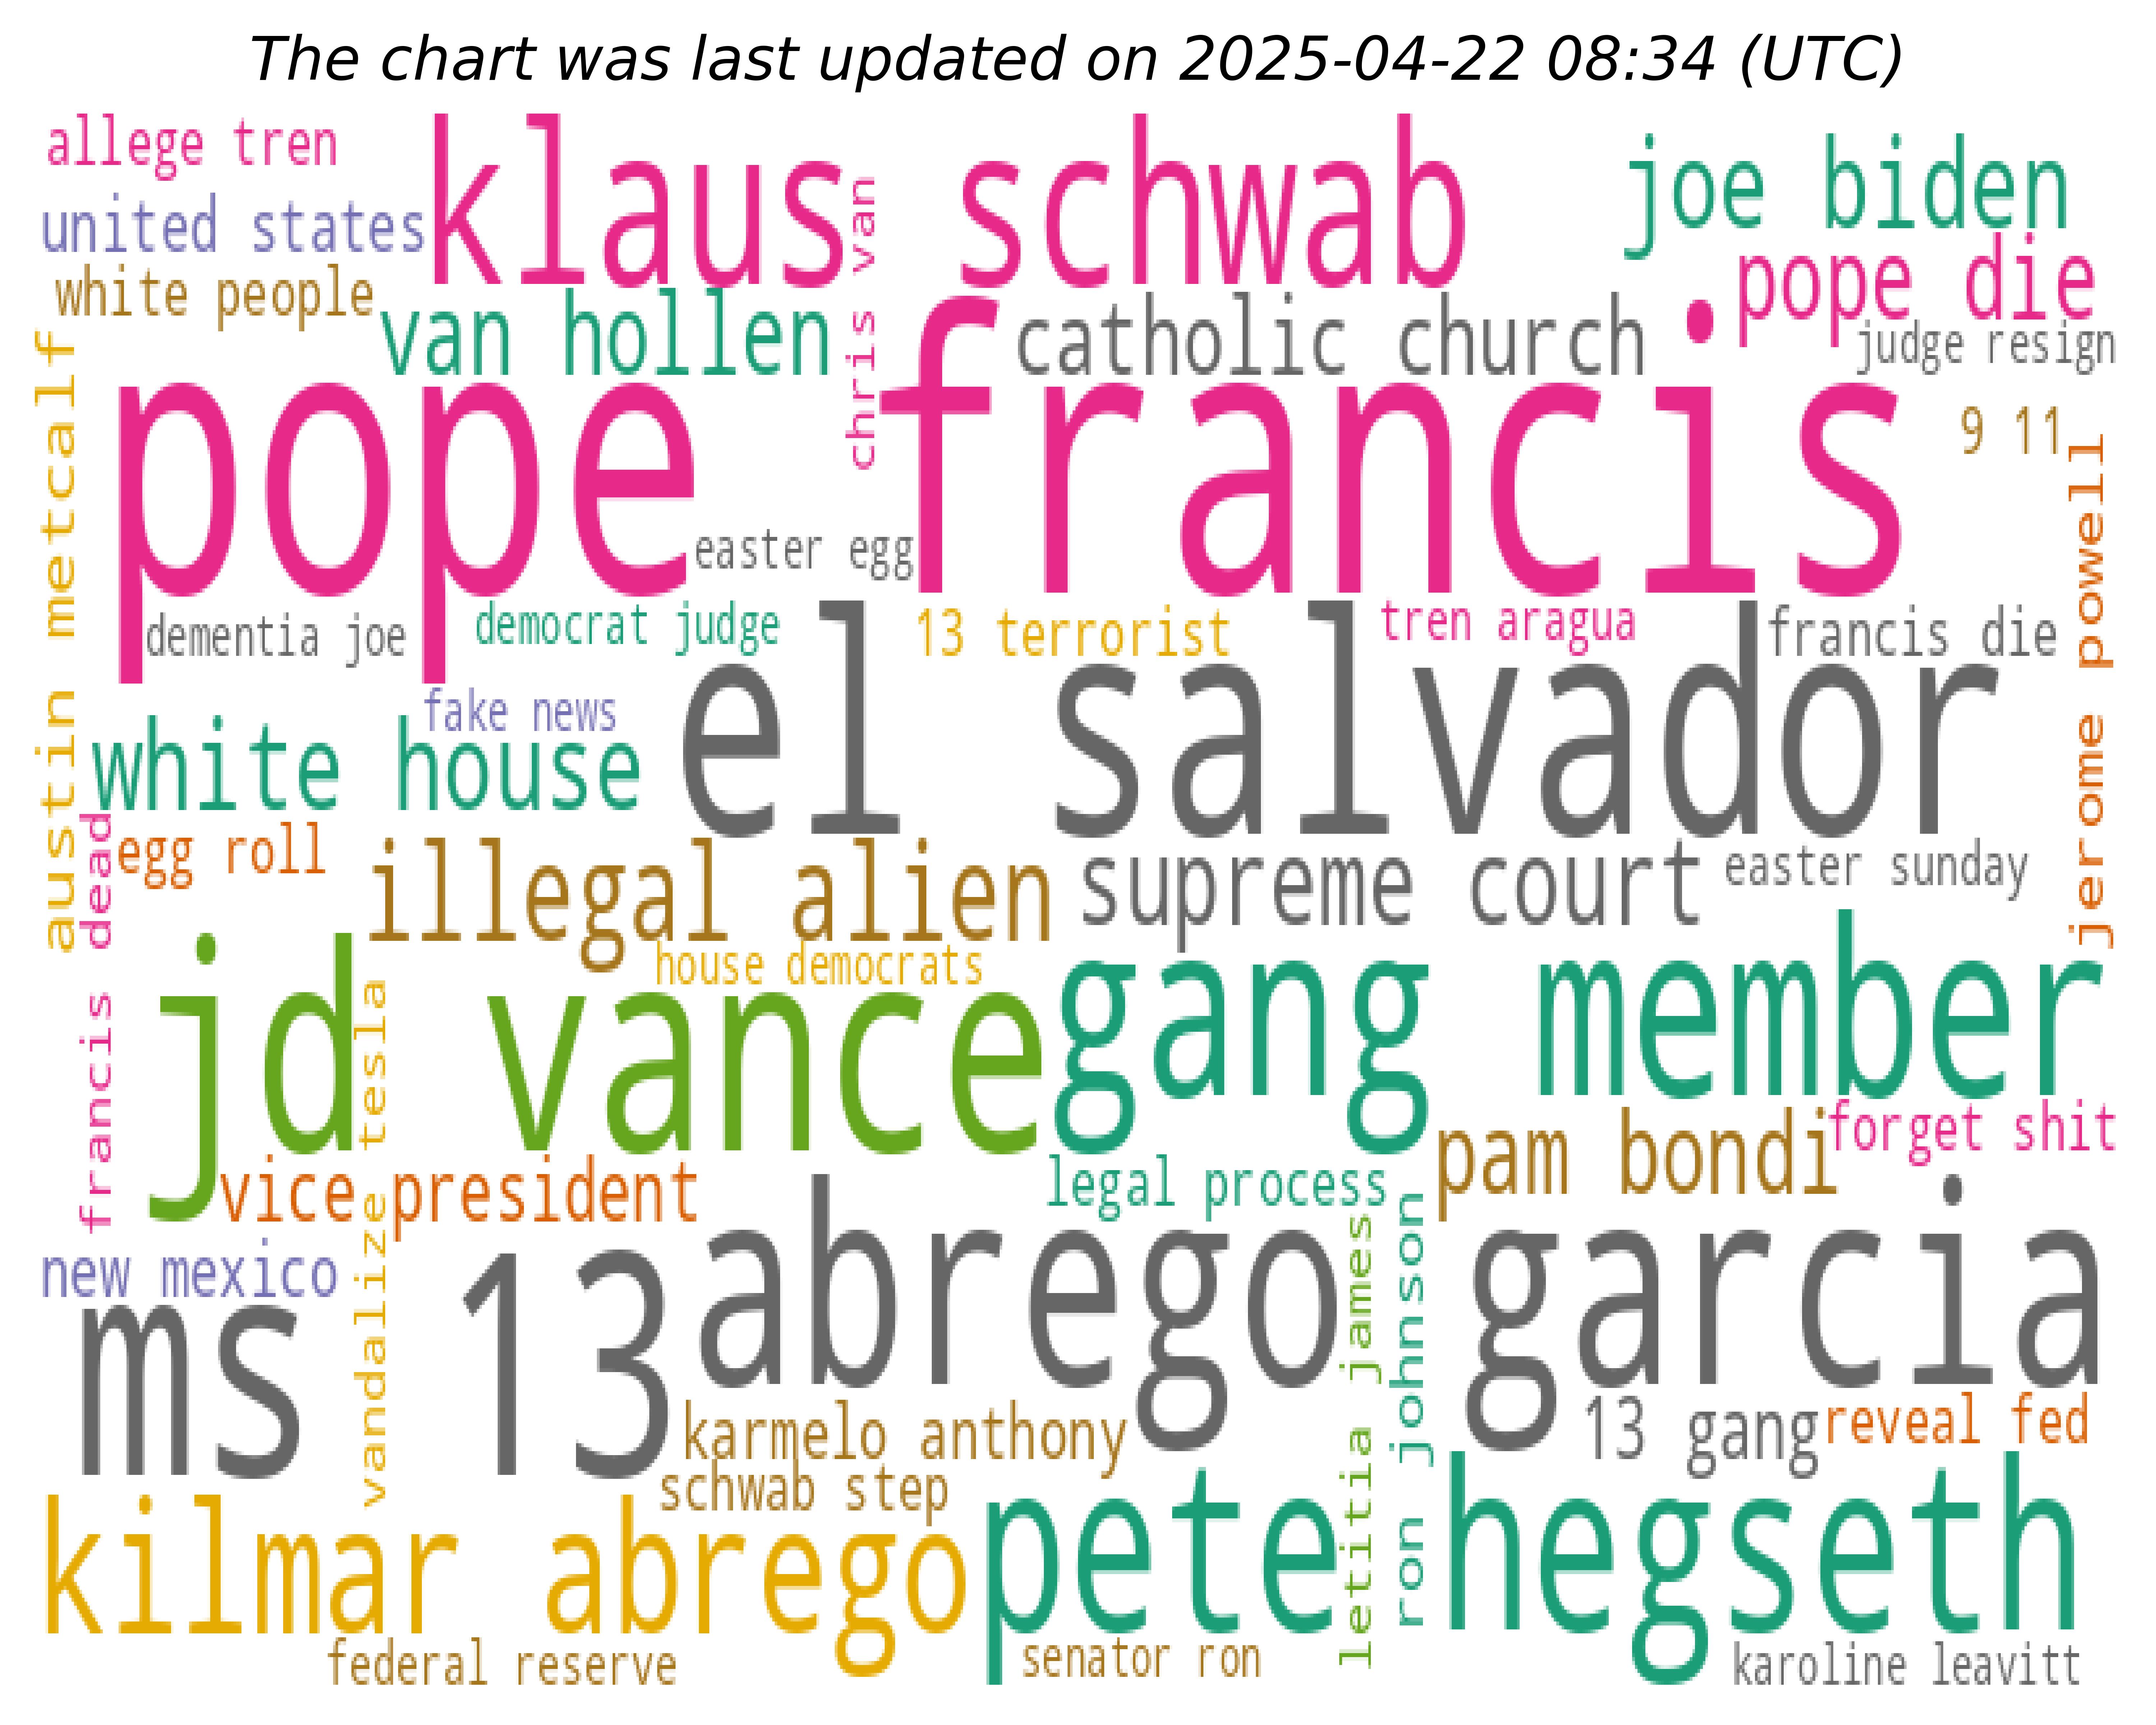 The chart was last updated on 2025-04-22 08:34 (UTC)
allege tren
klaus schwab
joe biden
united states
chris van
pope die
white people
van hollen
catholic church
judge resign
austin metcalf
pope francis
9 11
jerome powell
easter egg
dementia joe
democrat judge
13 terrorist
tren aragua
francis die
fake news
white house
el salvador
francis dead
egg roll
illegal alien
supreme court
easter sunday
house democrats
jd vance
gang member
vandalize tesla
forget shit
pam bondi
vice president
legal process
new mexico
ms 13
abrego garcia
letitia james
ron johnson
karmelo anthony
13 gang
reveal fed
schwab step
kilmar abrego
pete hegseth
federal reserve
senator ron
karoline leavitt